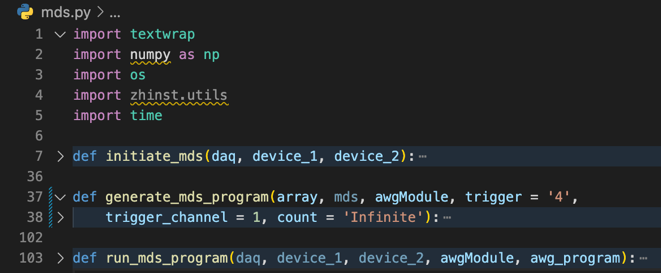 mds.py > ...
1 import textwrap
2 import numpy as np
3 import os
4 import zhinst.utils
5 import time
6
7 > def initiate_mds(daq, device_1, device_2):⋯
36
37 def generate_mds_program(array, mds, awgModule, trigger = '4',
38 > trigger_channel = 1, count = 'Infinite'):⋯
102
103 > def run_mds_program(daq, device_1, device_2, awgModule, awg_program):⋯